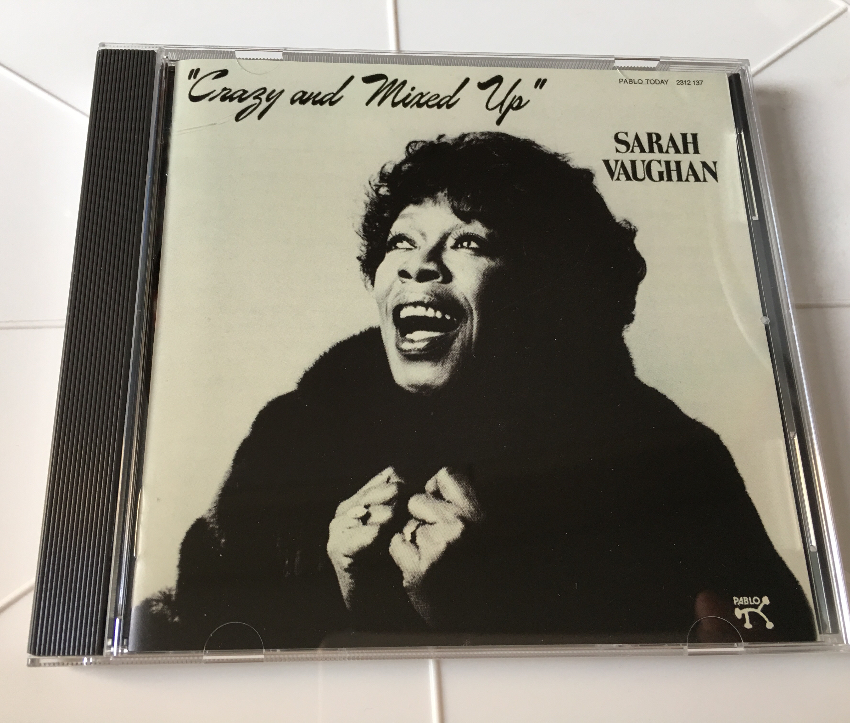 "Crazy and Mixed Up"
PABLO TODAY 2312 137
SARAH
VAUGHAN
PABLO